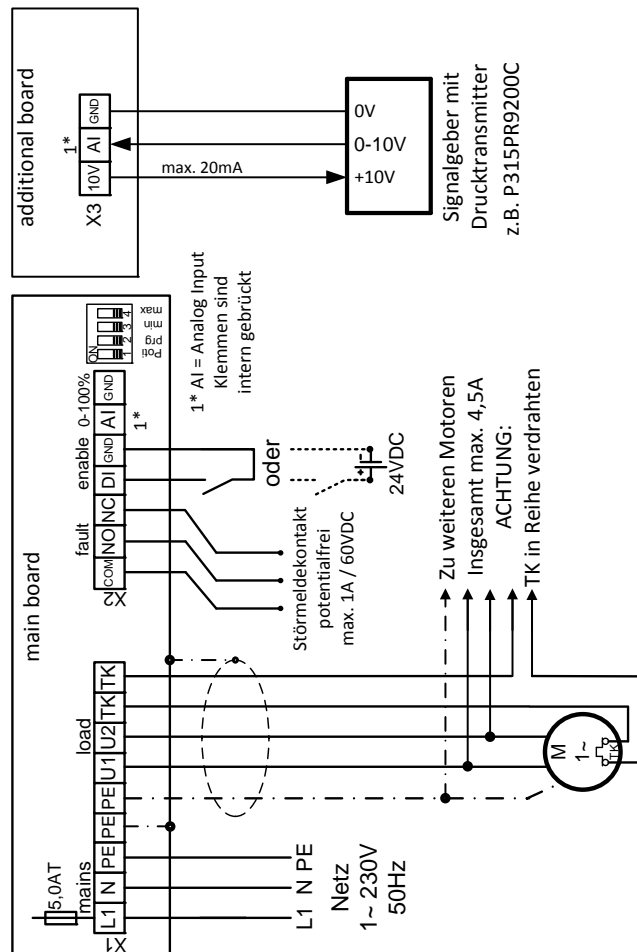 main board
additional board
5,0AT
mains
load
X1
L1
N
PE
PE
PE
U1
U2
TK
TK
L1 N PE
Netz
1~ 230V
50Hz
M
1~
TK
fault
enable
0-100%
X2
COM
NO
NC
DI
GND
AI
GND
1*
ON
1
2
3
4
Poti
prg
min
max
Störmeldekontakt
potentialfrei
max. 1A / 60VDC
oder
24VDC
1* AI = Analog Input
Klemmen sind
intern gebrückt
Zu weiteren Motoren
Insgesamt max. 4,5A
ACHTUNG:
TK in Reihe verdrahten
X3
1*
10V
AI
GND
max. 20mA
+10V
0-10V
0V
Signalgeber mit
Drucktransmitter
z.B. P315PR9200C